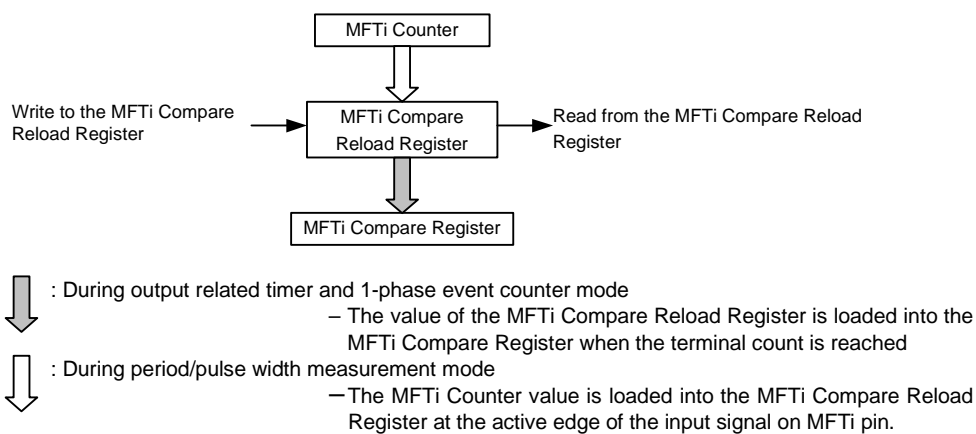 MFTi Counter
Write to the MFTi Compare
Reload Register
MFTi Compare
Reload Register
Read from the MFTi Compare Reload
Register
MFTi Compare Register
: During output related timer and 1-phase event counter mode
– The value of the MFTi Compare Reload Register is loaded into the
MFTi Compare Register when the terminal count is reached
: During period/pulse width measurement mode
– The MFTi Counter value is loaded into the MFTi Compare Reload
Register at the active edge of the input signal on MFTi pin.